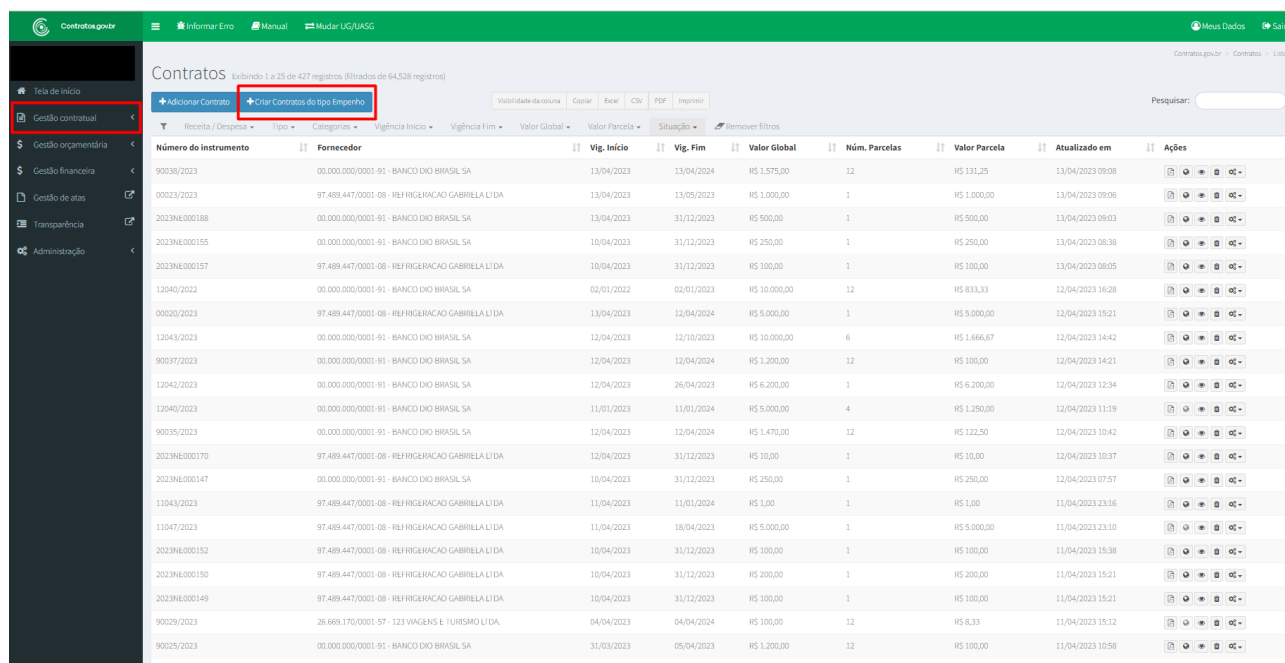 Contratos.gov.br
Informar Erro Manual Mudar UG/UASG
Meus Dados Sair
Contratos.gov.br > Contratos > Lista
Contratos Exibindo 1 a 25 de 427 registros (filtrados de 64,528 registros)
Tela de início
Gestão contratual
Gestão orçamentária
Gestão financeira
Gestão de atas
Transparência
Administração
Adicionar Contrato Criar Contratos do tipo Empenho
Visibilidade da coluna Copiar Excel CSV PDF Imprimir
Pesquisar:
Receita / Despesa Tipo Categorias Vigência Inicio Vigência Fim Valor Global Valor Parcela Situação Remover filtros
Número do instrumento Fornecedor Vig. Início Vig. Fim Valor Global Núm. Parcelas Valor Parcela Atualizado em Ações
90038/2023 00.000.000/0001-91 - BANCO DIO BRASIL SA 13/04/2023 13/04/2024 R$ 1.575,00 12 R$ 131,25 13/04/2023 09:08
00023/2023 97.489.447/0001-08 - REFRIGERACAO GABRIELA LTDA 13/04/2023 13/05/2023 R$ 1.000,00 1 R$ 1.000,00 13/04/2023 09:06
2023NE000188 00.000.000/0001-91 - BANCO DIO BRASIL SA 13/04/2023 31/12/2023 R$ 500,00 1 R$ 500,00 13/04/2023 09:03
2023NE000155 00.000.000/0001-91 - BANCO DIO BRASIL SA 10/04/2023 31/12/2023 R$ 250,00 1 R$ 250,00 13/04/2023 08:38
2023NE000157 97.489.447/0001-08 - REFRIGERACAO GABRIELA LTDA 10/04/2023 31/12/2023 R$ 100,00 1 R$ 100,00 13/04/2023 08:05
12040/2022 00.000.000/0001-91 - BANCO DIO BRASIL SA 02/01/2022 02/01/2023 R$ 10.000,00 12 R$ 833,33 12/04/2023 16:28
00020/2023 97.489.447/0001-08 - REFRIGERACAO GABRIELA LTDA 13/04/2023 12/04/2024 R$ 5.000,00 1 R$ 5.000,00 12/04/2023 15:21
12043/2023 00.000.000/0001-91 - BANCO DIO BRASIL SA 12/04/2023 12/10/2023 R$ 10.000,00 6 R$ 1.666,67 12/04/2023 14:42
90037/2023 00.000.000/0001-91 - BANCO DIO BRASIL SA 12/04/2023 12/04/2024 R$ 1.200,00 12 R$ 100,00 12/04/2023 14:21
12042/2023 00.000.000/0001-91 - BANCO DIO BRASIL SA 12/04/2023 26/04/2023 R$ 6.200,00 1 R$ 6.200,00 12/04/2023 12:34
12040/2023 00.000.000/0001-91 - BANCO DIO BRASIL SA 11/01/2023 11/01/2024 R$ 5.000,00 4 R$ 1.250,00 12/04/2023 11:19
90035/2023 00.000.000/0001-91 - BANCO DIO BRASIL SA 12/04/2023 12/04/2024 R$ 1.470,00 12 R$ 122,50 12/04/2023 10:42
2023NE000170 97.489.447/0001-08 - REFRIGERACAO GABRIELA LTDA 12/04/2023 31/12/2023 R$ 10,00 1 R$ 10,00 12/04/2023 10:37
2023NE000147 00.000.000/0001-91 - BANCO DIO BRASIL SA 10/04/2023 31/12/2023 R$ 250,00 1 R$ 250,00 12/04/2023 07:57
11043/2023 97.489.447/0001-08 - REFRIGERACAO GABRIELA LTDA 11/04/2023 11/01/2024 R$ 1,00 1 R$ 1,00 11/04/2023 23:16
11047/2023 97.489.447/0001-08 - REFRIGERACAO GABRIELA LTDA 11/04/2023 18/04/2023 R$ 5.000,00 1 R$ 5.000,00 11/04/2023 23:10
2023NE000152 97.489.447/0001-08 - REFRIGERACAO GABRIELA LTDA 10/04/2023 31/12/2023 R$ 100,00 1 R$ 100,00 11/04/2023 15:38
2023NE000150 97.489.447/0001-08 - REFRIGERACAO GABRIELA LTDA 10/04/2023 31/12/2023 R$ 200,00 1 R$ 200,00 11/04/2023 15:21
2023NE000149 97.489.447/0001-08 - REFRIGERACAO GABRIELA LTDA 10/04/2023 31/12/2023 R$ 100,00 1 R$ 100,00 11/04/2023 15:21
90029/2023 26.669.170/0001-57 - 123 VIAGENS E TURISMO LTDA. 04/04/2023 04/04/2024 R$ 100,00 12 R$ 8,33 11/04/2023 15:12
90025/2023 00.000.000/0001-91 - BANCO DIO BRASIL SA 31/03/2023 05/04/2023 R$ 1.200,00 12 R$ 100,00 11/04/2023 10:58